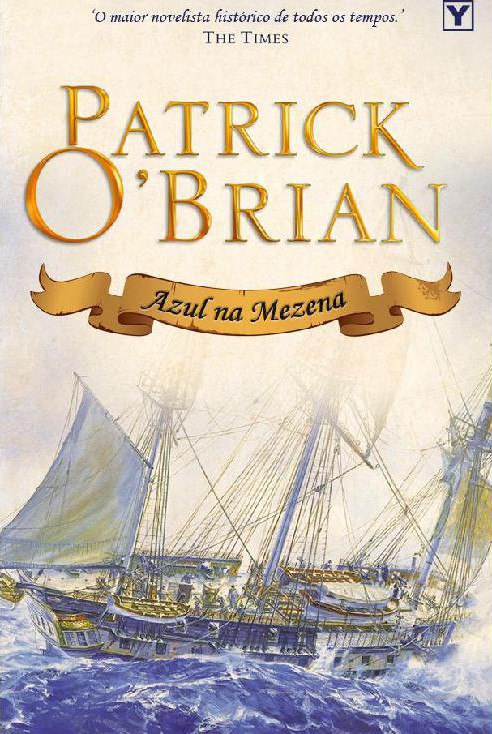 ‘O maior novelista histórico de todos os tempos.’
THE TIMES
Y
PATRICK
O’BRIAN
Azul na Mezena